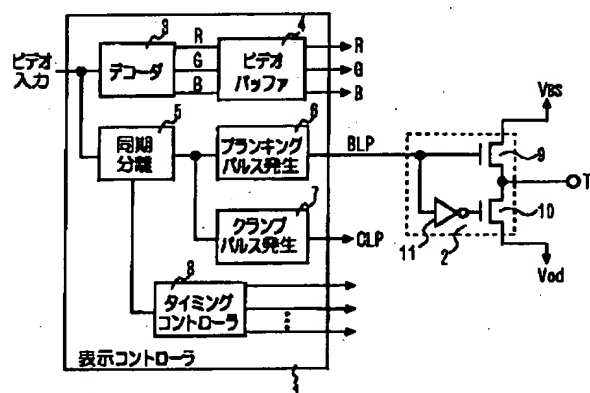 3
デコーダ
R
G
B
4
ビデオ
バッファ
R
G
B
ビデオ
入力
5
同期
分離
6
ブランキング
パルス発生
BLP
7
クランプ
パルス発生
CLP
8
タイミング
コントローラ
表示コントローラ
1
VBS
9
T
10
11
2
Vod